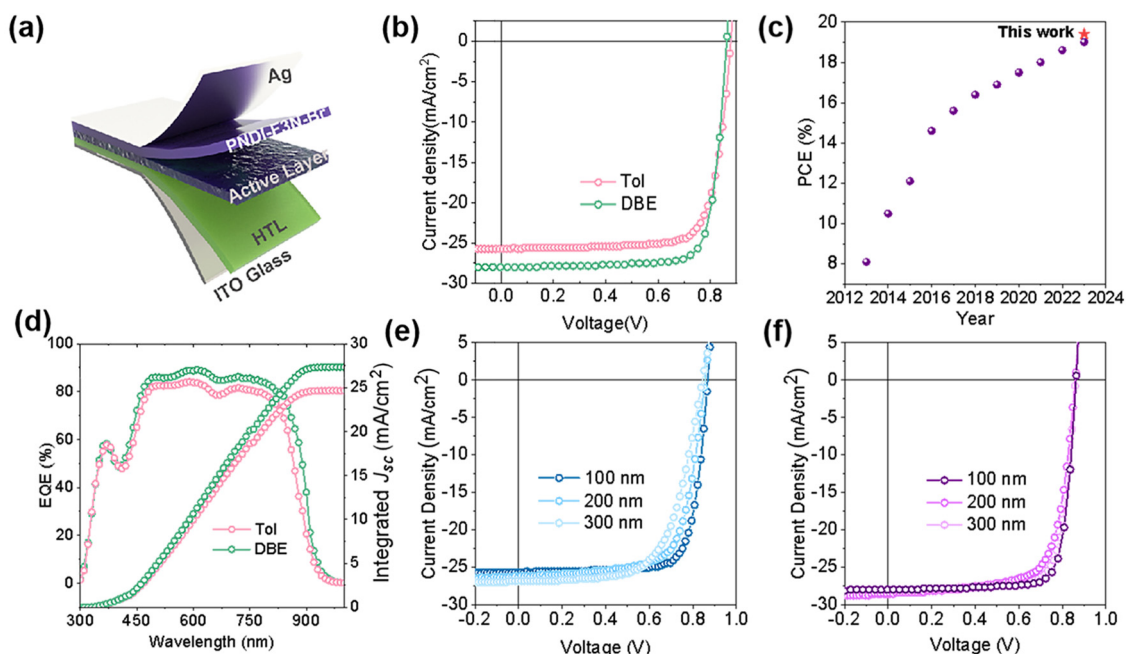 (a)
Ag
PNDI-F3N-Br
Active Layer
HTL
ITO Glass
(b)
Current density(mA/cm2)
0
-5
-10
-15
-20
-25
-30
Tol
DBE
0.0 0.2 0.4 0.6 0.8
Voltage(V)
(c)
PCE (%)
20
18
16
14
12
10
8
This work
2012 2014 2016 2018 2020 2022 2024
Year
(d)
EQE (%)
100
80
60
40
20
0
Integrated Jsc (mA/cm2)
30
25
20
15
10
5
0
Tol
DBE
300 450 600 750 900
Wavelength (nm)
(e)
Current Density (mA/cm2)
5
0
-5
-10
-15
-20
-25
-30
100 nm
200 nm
300 nm
-0.2 0.0 0.2 0.4 0.6 0.8 1.0
Voltage (V)
(f)
Current Density (mA/cm2)
5
0
-5
-10
-15
-20
-25
-30
100 nm
200 nm
300 nm
-0.2 0.0 0.2 0.4 0.6 0.8 1.0
Voltage (V)